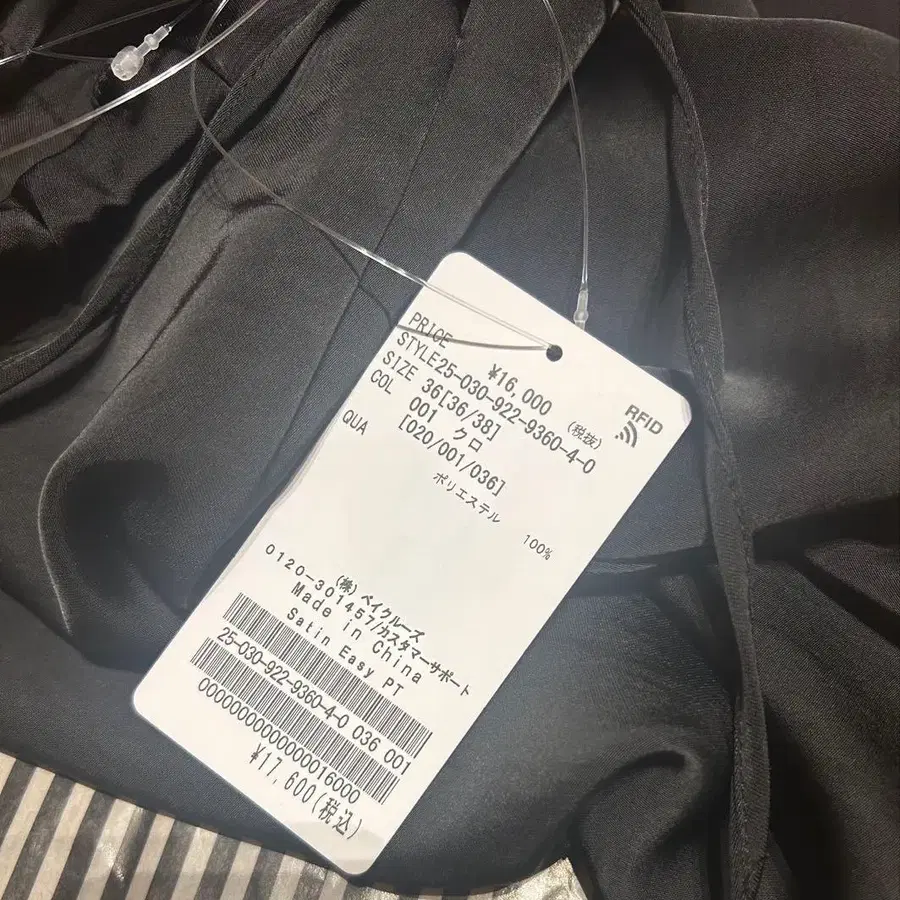 RFID
PRICE ¥16,000 (税抜)
STYLE25-030-922-9360-4-0
SIZE 36[36/38]
COL 001 クロ
[020/001/036]
QUA ポリエステル 100%
(株)ベイクルーズ
0120-301457/カスタマーサポート
Made in China
Satin Easy PT
25-030-922-9360-4-0 036 001
0000000000000016000
¥17,600(税込)